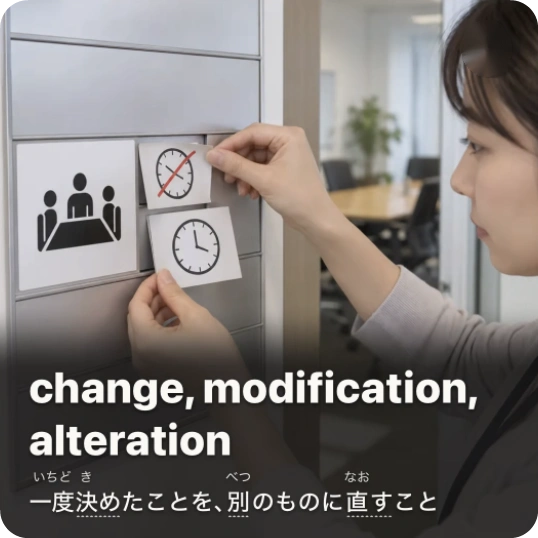 change, modification,
alteration
いちど き べつ なお
一度決めたことを、別のものに直すこと